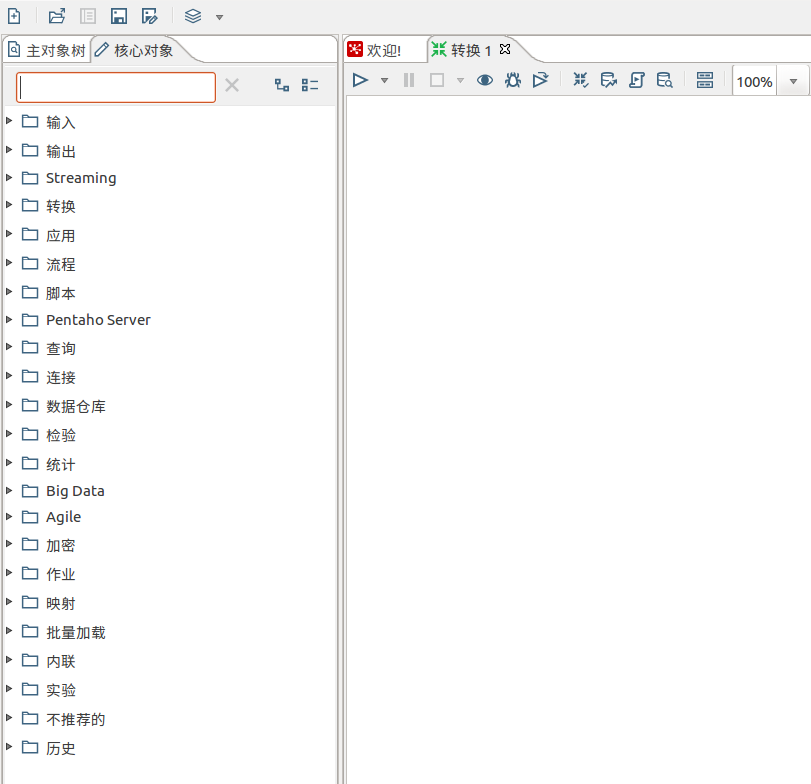 主对象树 核心对象
欢迎! 转换 1
100%
输入
输出
Streaming
转换
应用
流程
脚本
Pentaho Server
查询
连接
数据仓库
检验
统计
Big Data
Agile
加密
作业
映射
批量加载
内联
实验
不推荐的
历史